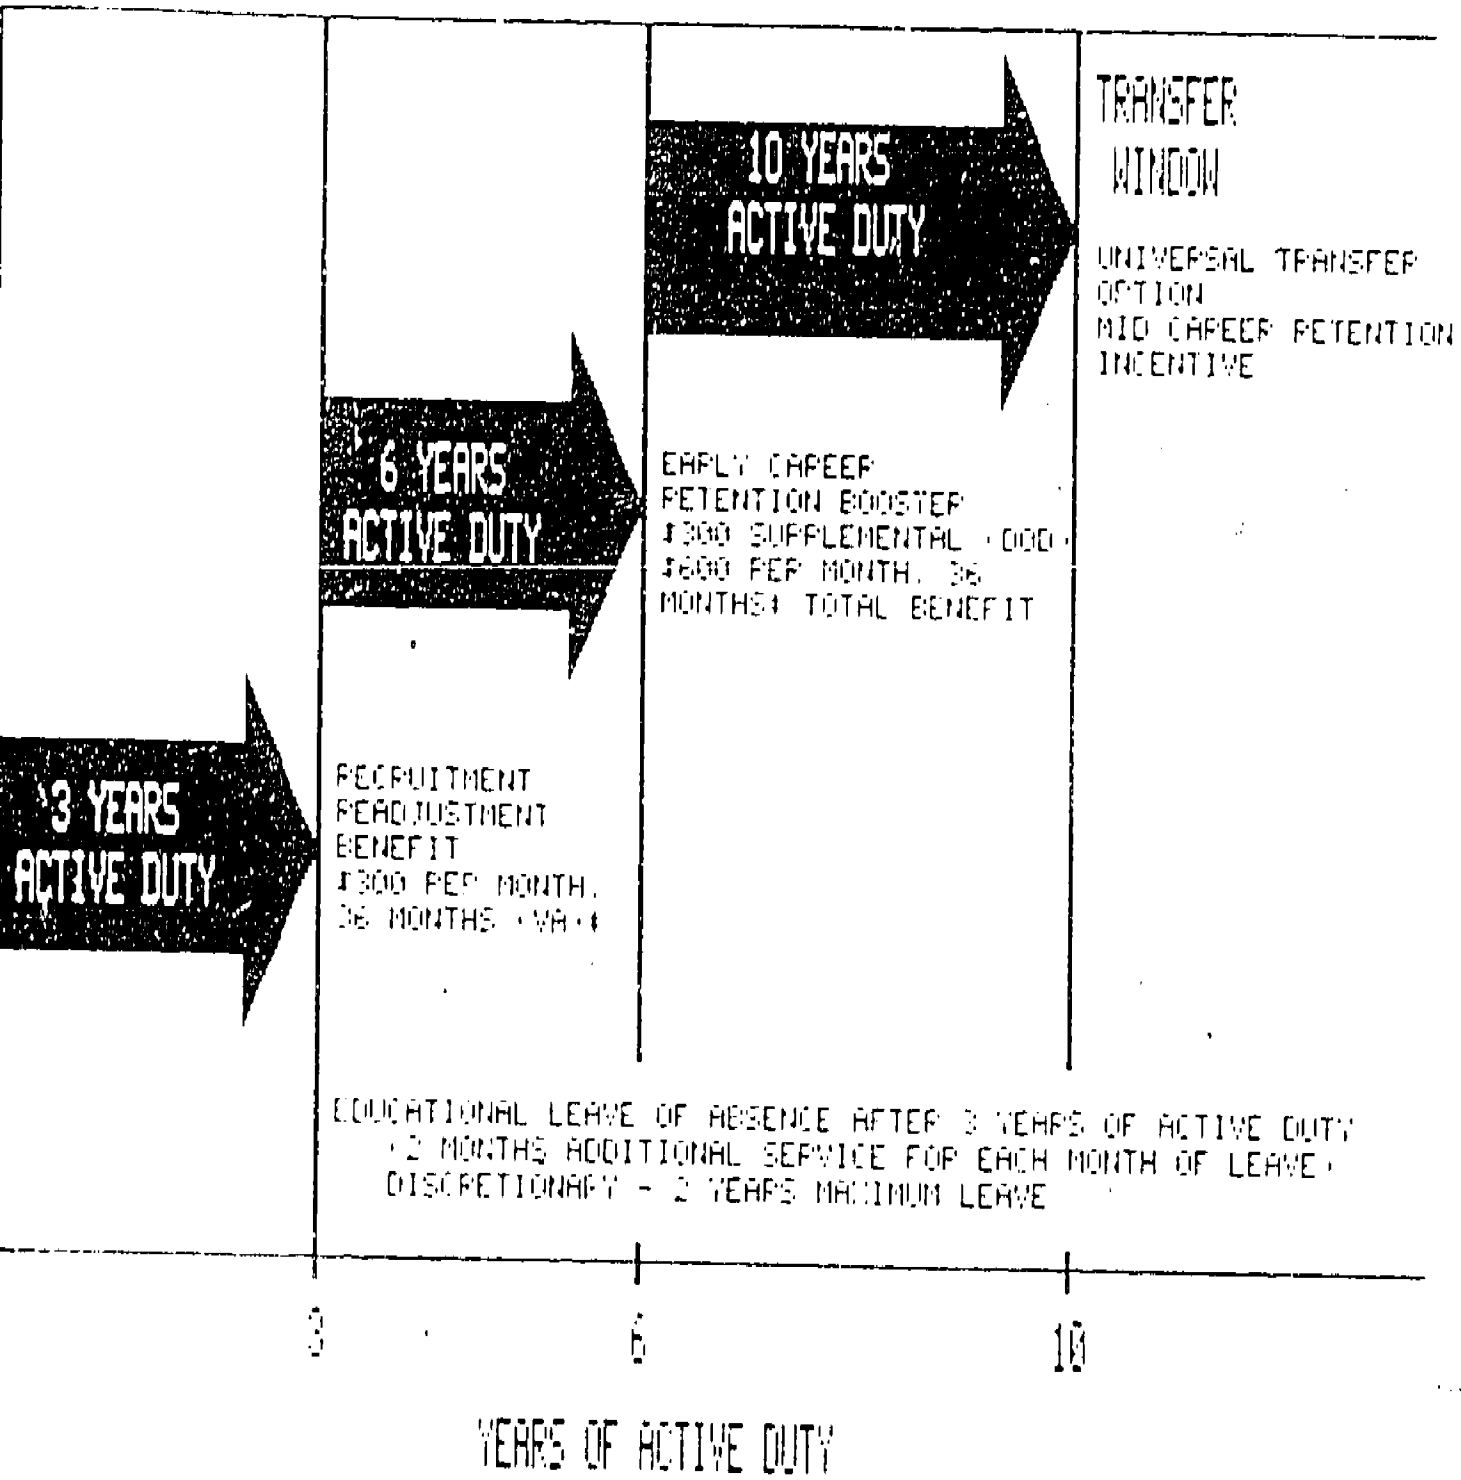 TRANSFER
WINDOW
10 YEARS
ACTIVE DUTY
UNIVERSAL TRANSFER
OPTION
MID CAREER RETENTION
INCENTIVE
6 YEARS
ACTIVE DUTY
EARLY CAREER
RETENTION BOOSTER
$300 SUPPLEMENTAL (DOD)
$600 PER MONTH, 36
MONTHS* TOTAL BENEFIT
3 YEARS
ACTIVE DUTY
RECRUITMENT
READJUSTMENT
BENEFIT
$300 PER MONTH,
36 MONTHS (VA)*
EDUCATIONAL LEAVE OF ABSENCE AFTER 3 YEARS OF ACTIVE DUTY
(2 MONTHS ADDITIONAL SERVICE FOR EACH MONTH OF LEAVE)
DISCRETIONARY - 2 YEARS MAXIMUM LEAVE
3 6 10
YEARS OF ACTIVE DUTY